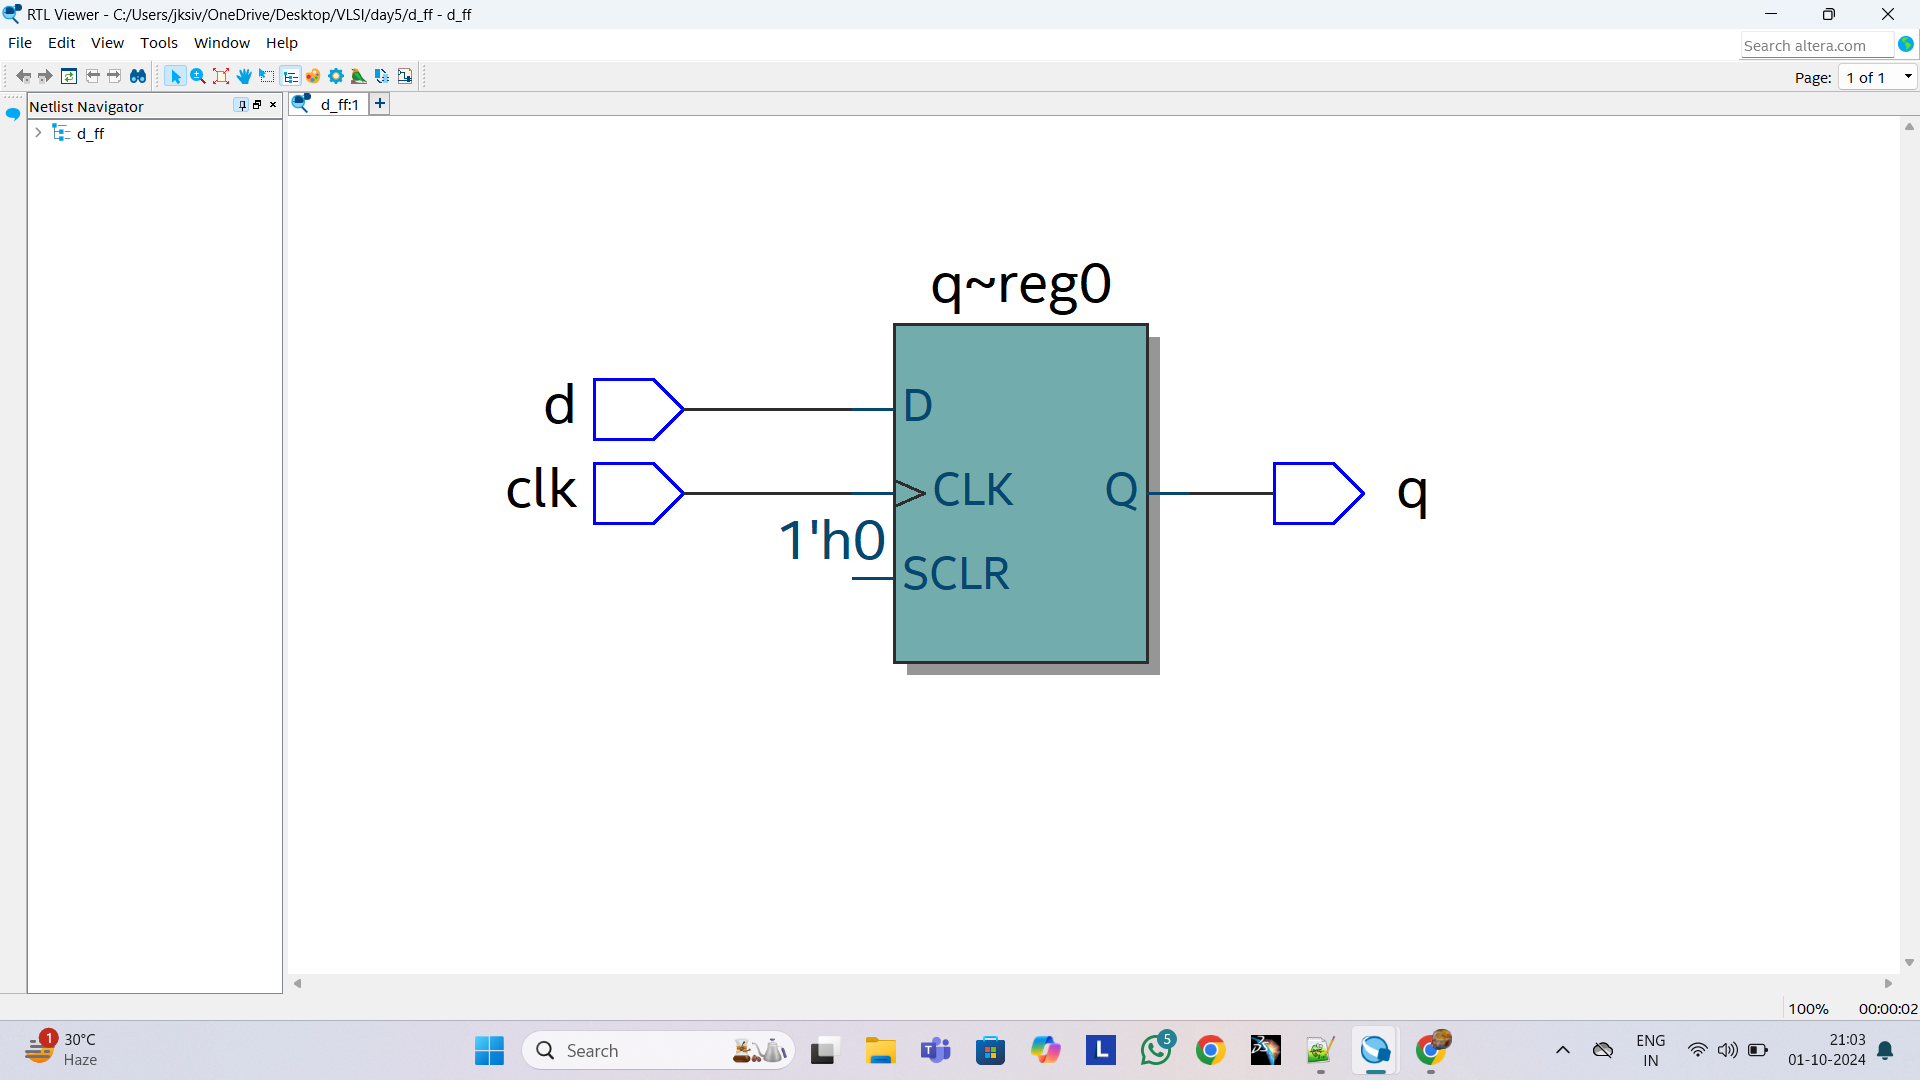 RTL Viewer - C:/Users/jksiv/OneDrive/Desktop/VLSI/day5/d_ff - d_ff
File Edit View Tools Window Help
Search altera.com
Page: 1 of 1
Netlist Navigator
d_ff:1
d_ff
q~reg0
d
D
clk
CLK
Q
q
1'h0
SCLR
100% 00:00:02
1
30°C
Haze
Search
L
5
ENG
IN
21:03
01-10-2024